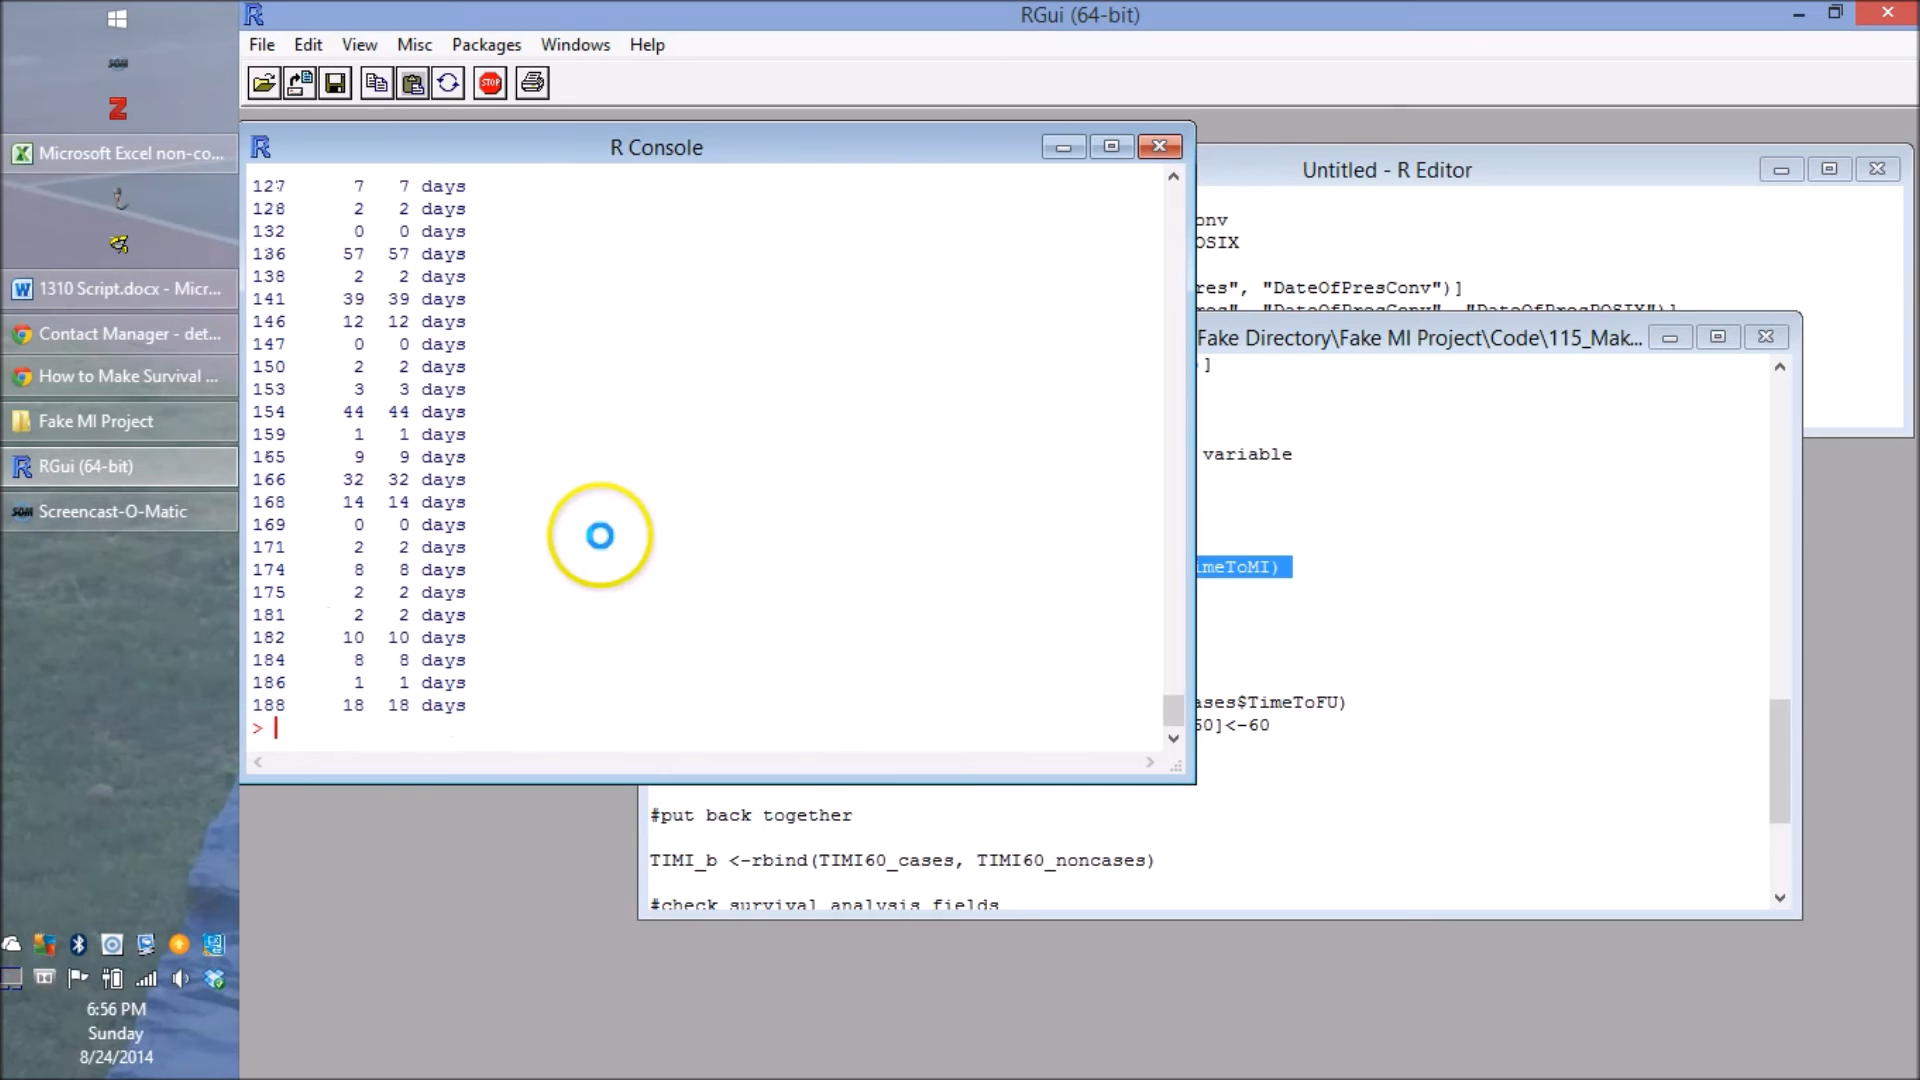 RGui (64-bit)
File Edit View Misc Packages Windows Help
STOP
Z
Microsoft Excel non-co...
1310 Script.docx - Micr...
Contact Manager - det...
How to Make Survival ...
Fake MI Project
RGui (64-bit)
Screencast-O-Matic
6:56 PM
Sunday
8/24/2014
R Console
127 7 7 days
128 2 2 days
132 0 0 days
136 57 57 days
138 2 2 days
141 39 39 days
146 12 12 days
147 0 0 days
150 2 2 days
153 3 3 days
154 44 44 days
159 1 1 days
165 9 9 days
166 32 32 days
168 14 14 days
169 0 0 days
171 2 2 days
174 8 8 days
175 2 2 days
181 2 2 days
182 10 10 days
184 8 8 days
186 1 1 days
188 18 18 days
>
Untitled - R Editor
onv
OSIX
res", "DateOfPresConv")]
Fake Directory\Fake MI Project\Code\115_Mak...
]
variable
imeToMI)
ases$TimeToFU)
60]<-60
#put back together
TIMI_b <-rbind(TIMI60_cases, TIMI60_noncases)
#check survival analysis fields